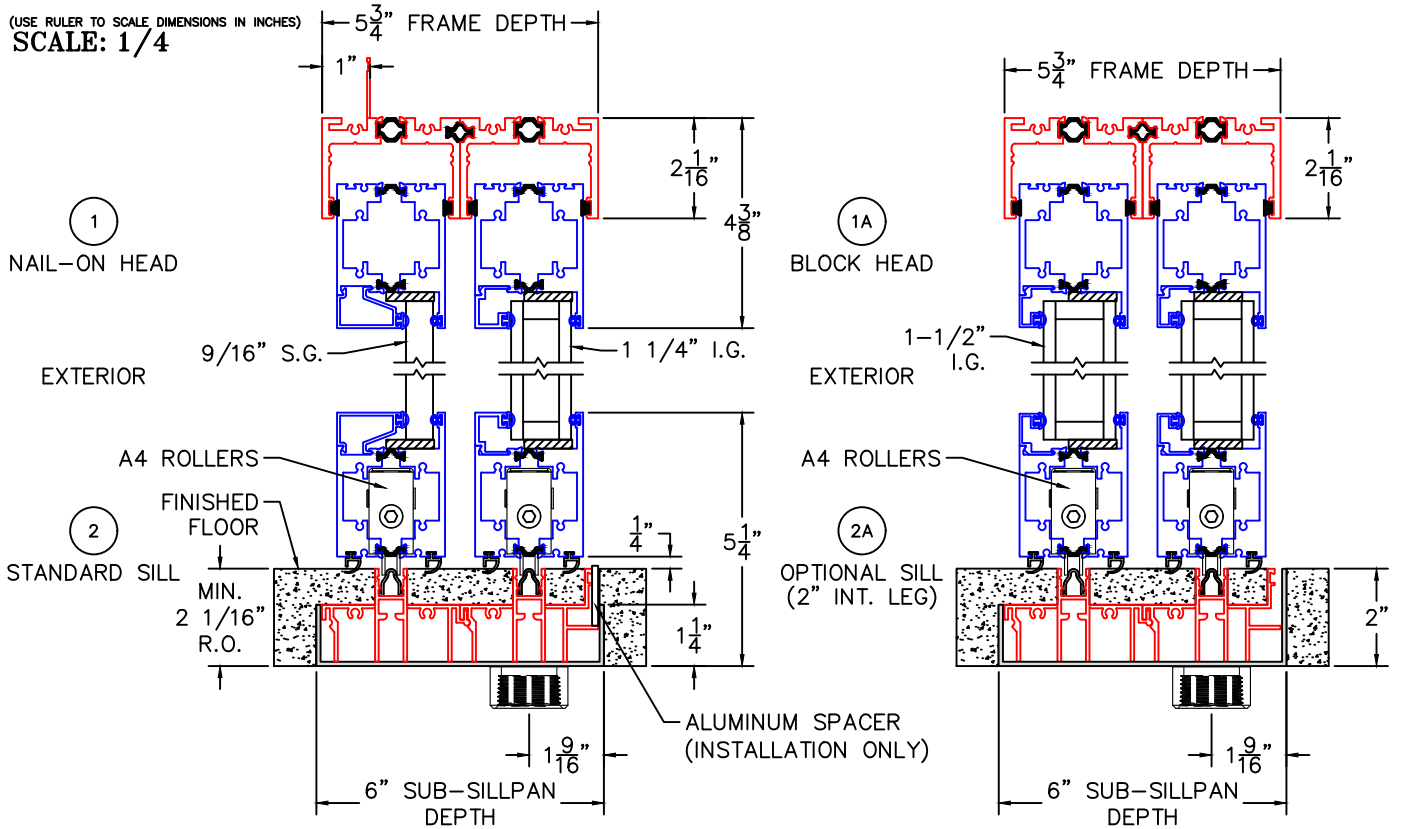 (USE RULER TO SCALE DIMENSIONS IN INCHES)
SCALE: 1/4
5 3/4" FRAME DEPTH
1"
2 1/16"
4 3/8"
1
NAIL-ON HEAD
9/16" S.G.
1 1/4" I.G.
EXTERIOR
A4 ROLLERS
FINISHED
FLOOR
2
STANDARD SILL
1/4"
5 1/4"
MIN.
2 1/16"
R.O.
1 1/4"
ALUMINUM SPACER
(INSTALLATION ONLY)
1 9/16"
6" SUB-SILLPAN
DEPTH
5 3/4" FRAME DEPTH
2 1/16"
1A
BLOCK HEAD
1-1/2"
I.G.
EXTERIOR
A4 ROLLERS
2A
OPTIONAL SILL
(2" INT. LEG)
2"
1 9/16"
6" SUB-SILLPAN
DEPTH